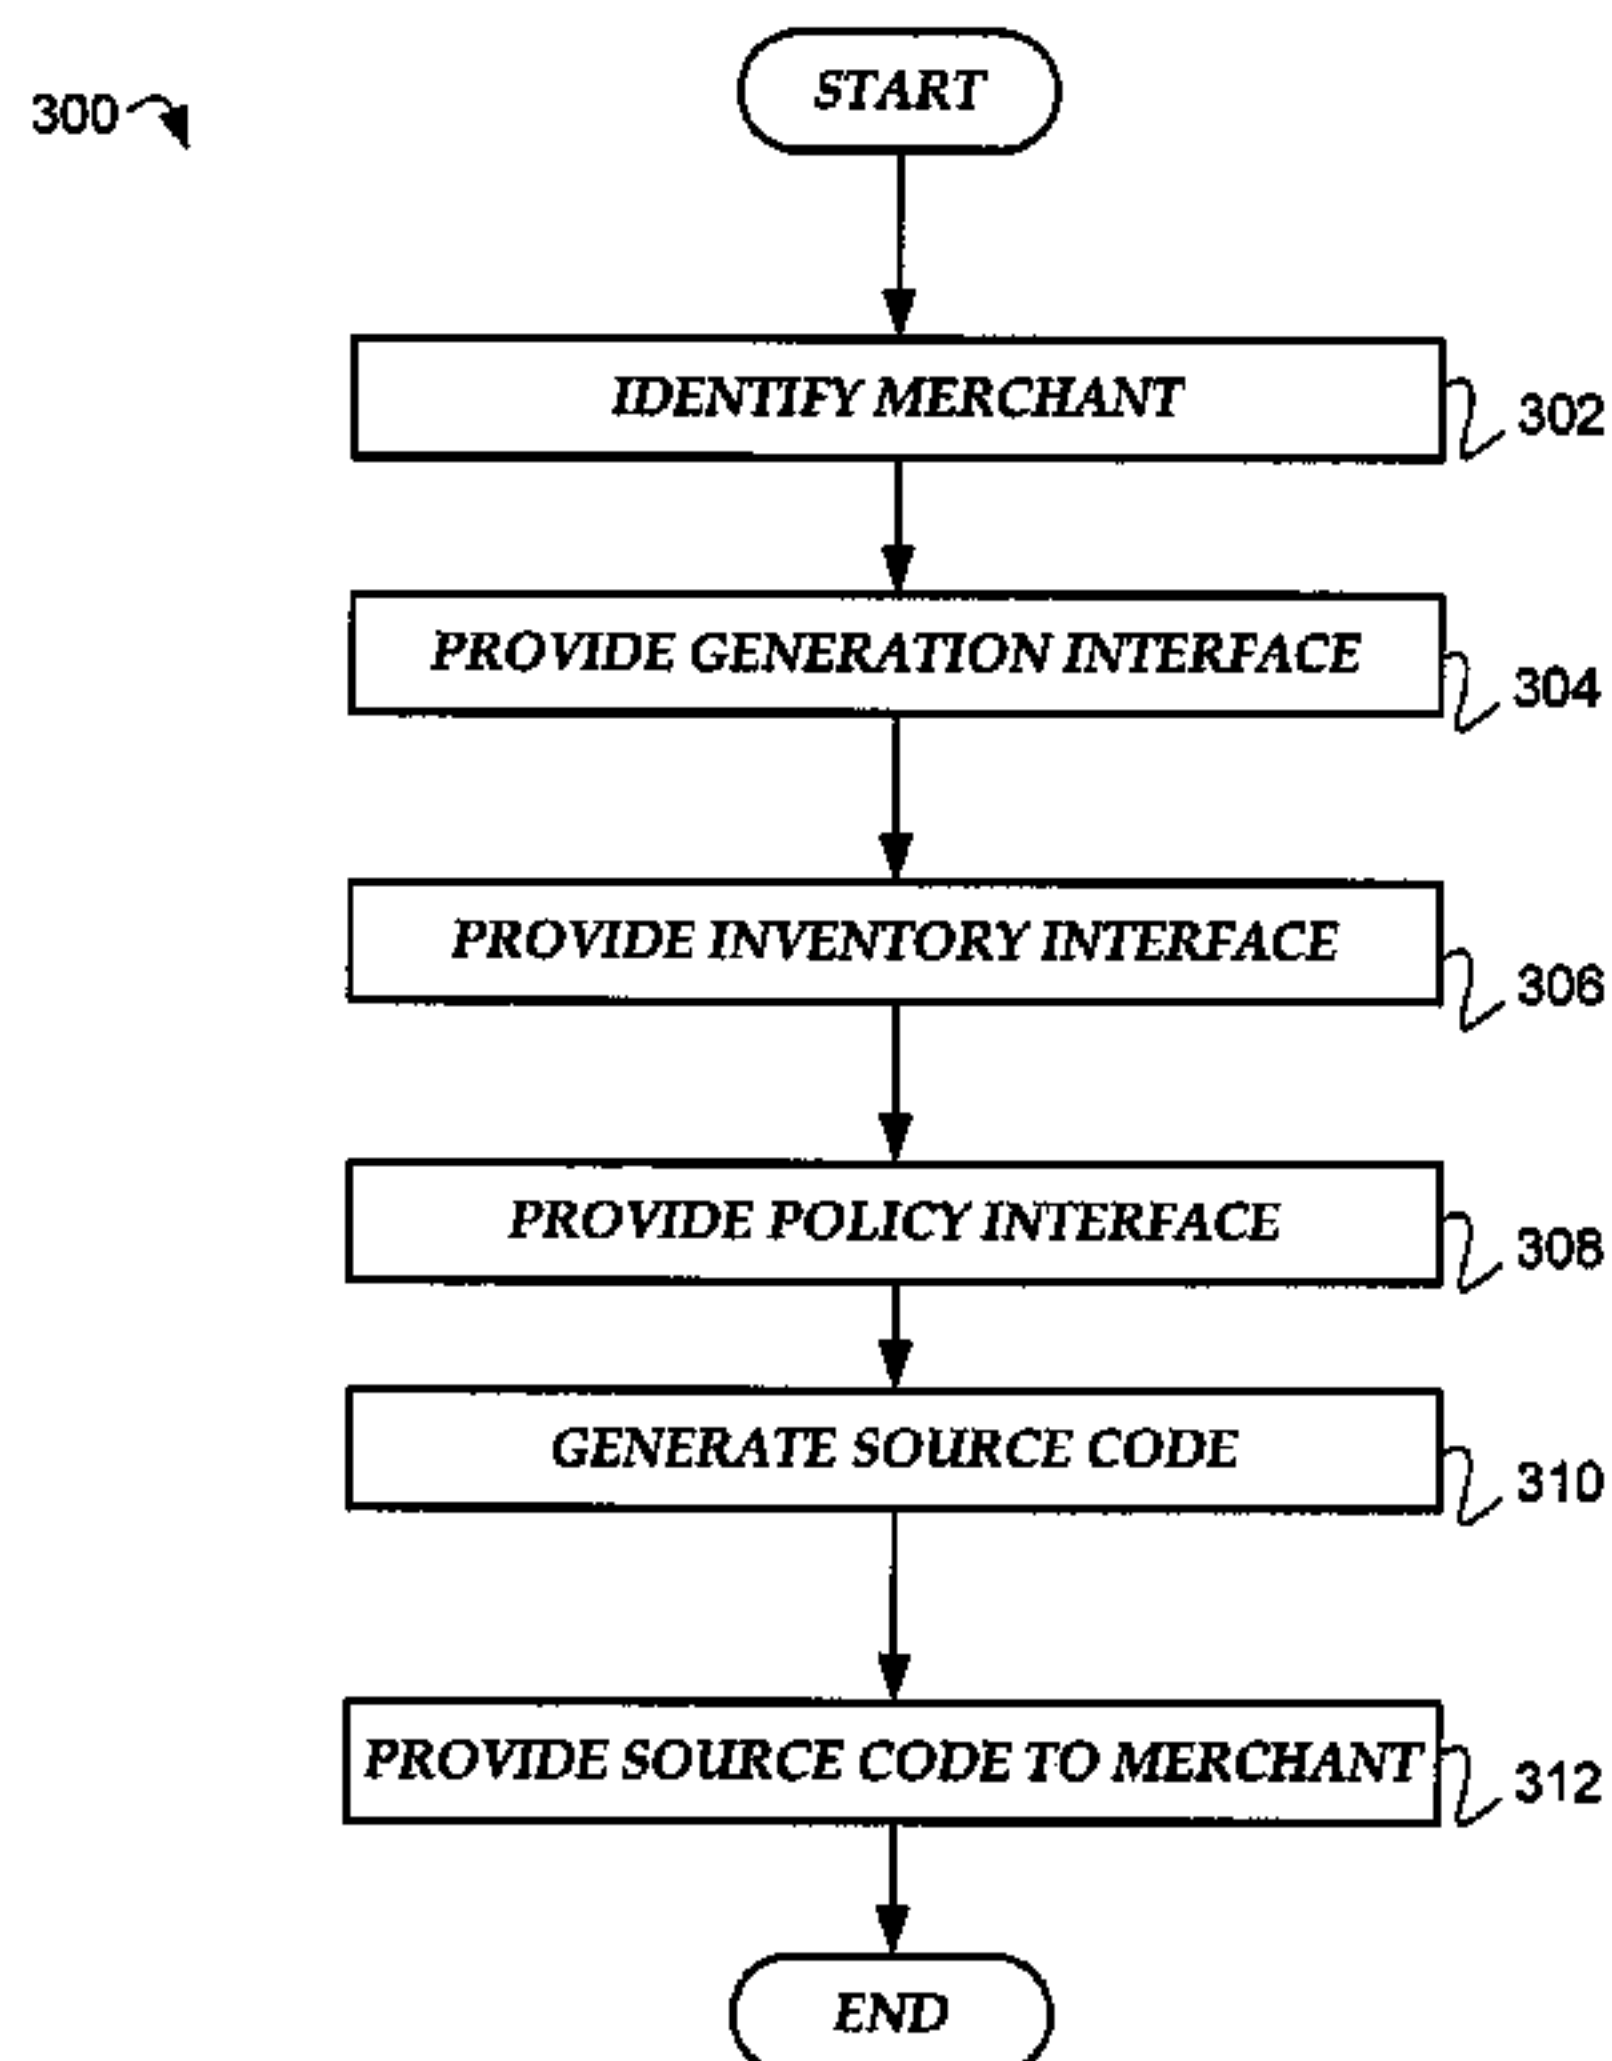 START
300
IDENTIFY MERCHANT
302
PROVIDE GENERATION INTERFACE
304
PROVIDE INVENTORY INTERFACE
306
PROVIDE POLICY INTERFACE
308
GENERATE SOURCE CODE
310
PROVIDE SOURCE CODE TO MERCHANT
312
END